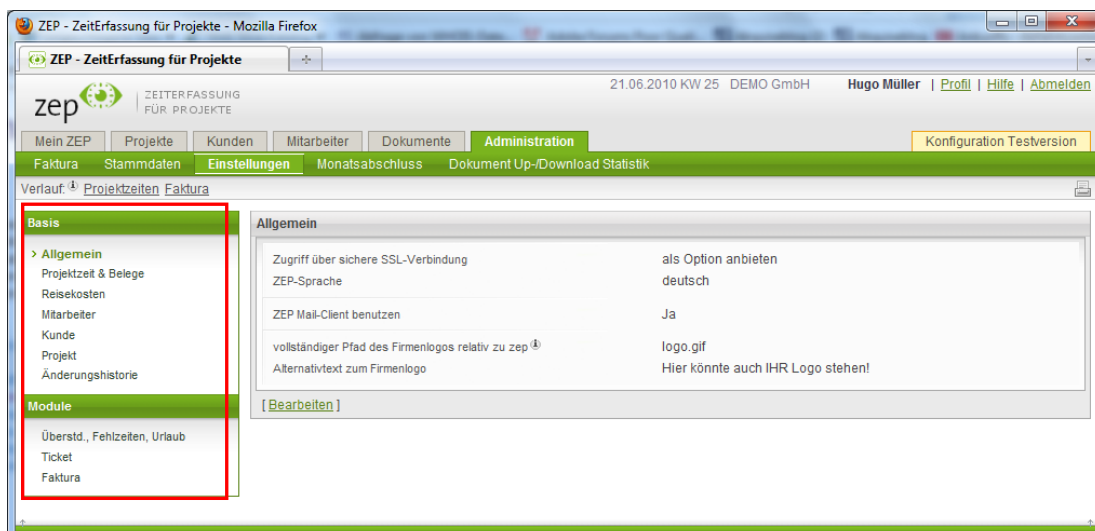 ZEP - ZeitErfassung für Projekte - Mozilla Firefox
ZEP - ZeitErfassung für Projekte
zep ZEITERFASSUNG
FÜR PROJEKTE
21.06.2010 KW 25 DEMO GmbH Hugo Müller | Profil | Hilfe | Abmelden
Mein ZEP Projekte Kunden Mitarbeiter Dokumente Administration Konfiguration Testversion
Faktura Stammdaten Einstellungen Monatsabschluss Dokument Up-/Download Statistik
Verlauf: Projektzeiten Faktura
Basis
> Allgemein
Projektzeit & Belege
Reisekosten
Mitarbeiter
Kunde
Projekt
Änderungshistorie
Module
Überstd., Fehlzeiten, Urlaub
Ticket
Faktura
Allgemein
Zugriff über sichere SSL-Verbindung als Option anbieten
ZEP-Sprache deutsch
ZEP Mail-Client benutzen Ja
vollständiger Pfad des Firmenlogos relativ zu zep logo.gif
Alternativtext zum Firmenlogo Hier könnte auch IHR Logo stehen!
[ Bearbeiten ]